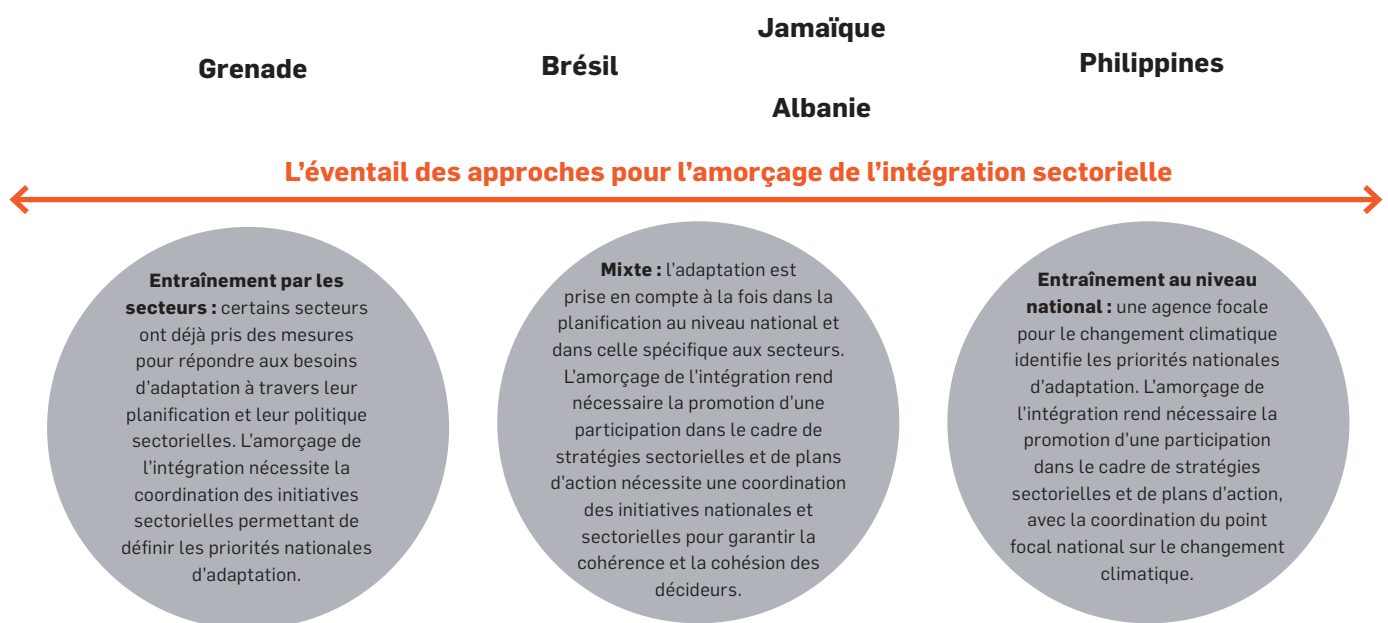 Jamaïque
Grenade
Brésil
Philippines
Albanie
L’éventail des approches pour l’amorçage de l’intégration sectorielle
Entraînement par les
secteurs : certains secteurs
ont déjà pris des mesures
pour répondre aux besoins
d’adaptation à travers leur
planification et leur politique
sectorielles. L’amorçage de
l’intégration nécessite la
coordination des initiatives
sectorielles permettant de
définir les priorités nationales
d’adaptation.
Mixte : l’adaptation est
prise en compte à la fois dans la
planification au niveau national et
dans celle spécifique aux secteurs.
L’amorçage de l’intégration rend
nécessaire la promotion d’une
participation dans le cadre de
stratégies sectorielles et de plans
d’action nécessite une coordination
des initiatives nationales et
sectorielles pour garantir la
cohérence et la cohésion des
décideurs.
Entraînement au niveau
national : une agence focale
pour le changement climatique
identifie les priorités nationales
d’adaptation. L’amorçage de
l’intégration rend nécessaire la
promotion d’une participation
dans le cadre de stratégies
sectorielles et de plans d’action,
avec la coordination du point
focal national sur le changement
climatique.